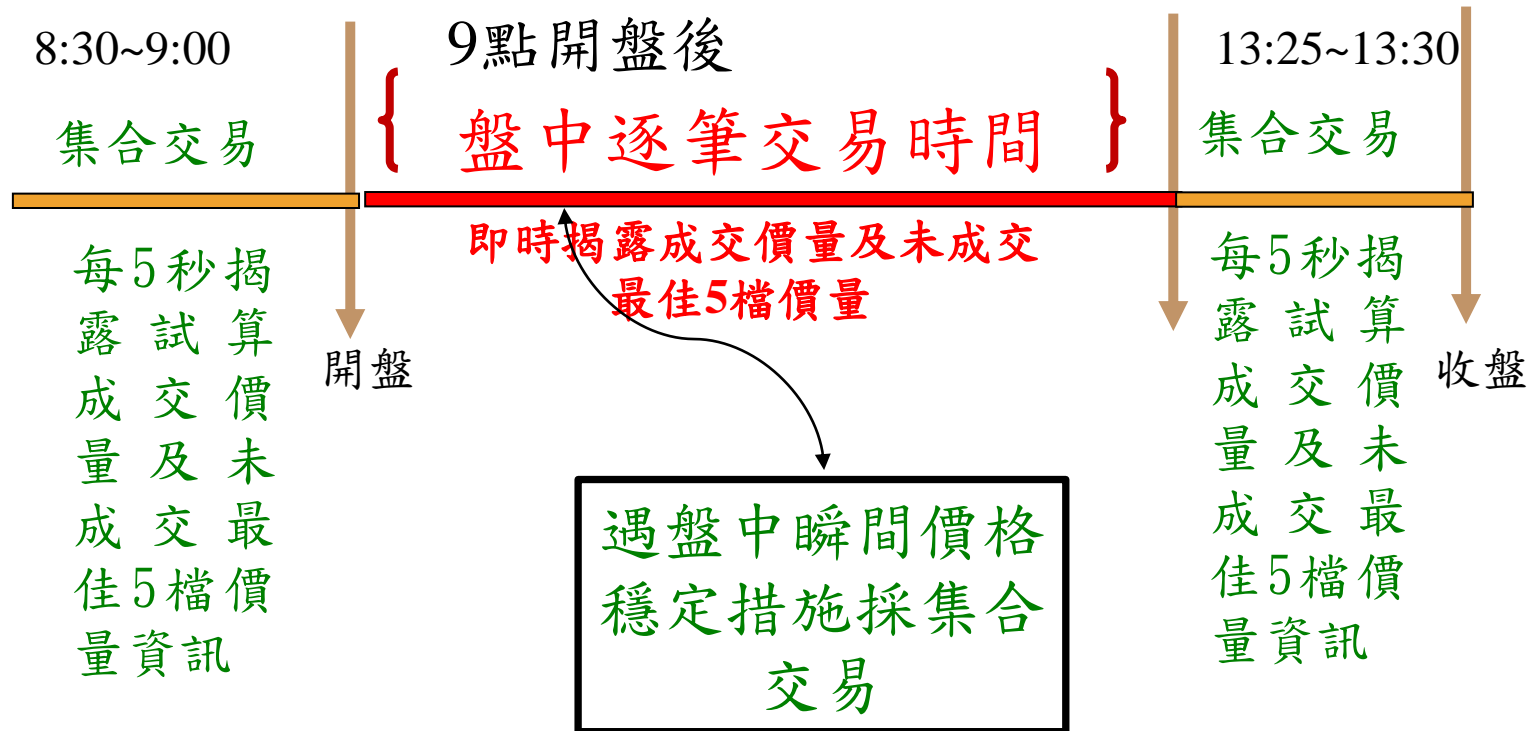 8:30~9:00
集合交易
每5秒揭
露試算
成交價
量及未
成交最
佳5檔價
量資訊
開盤
9點開盤後
盤中逐筆交易時間
即時揭露成交價量及未成交
最佳5檔價量
遇盤中瞬間價格
穩定措施採集合
交易
13:25~13:30
集合交易
每5秒揭
露試算
成交價
量及未
成交最
佳5檔價
量資訊
收盤